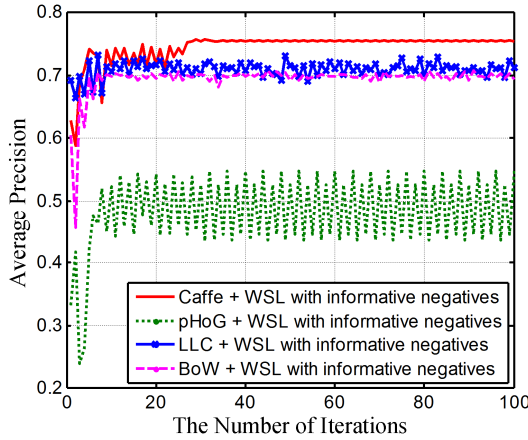 0.8
0.7
0.6
0.5
0.4
0.3
0.2
Average Precision
Caffe + WSL with informative negatives
pHoG + WSL with informative negatives
LLC + WSL with informative negatives
BoW + WSL with informative negatives
0 20 40 60 80 100
The Number of Iterations